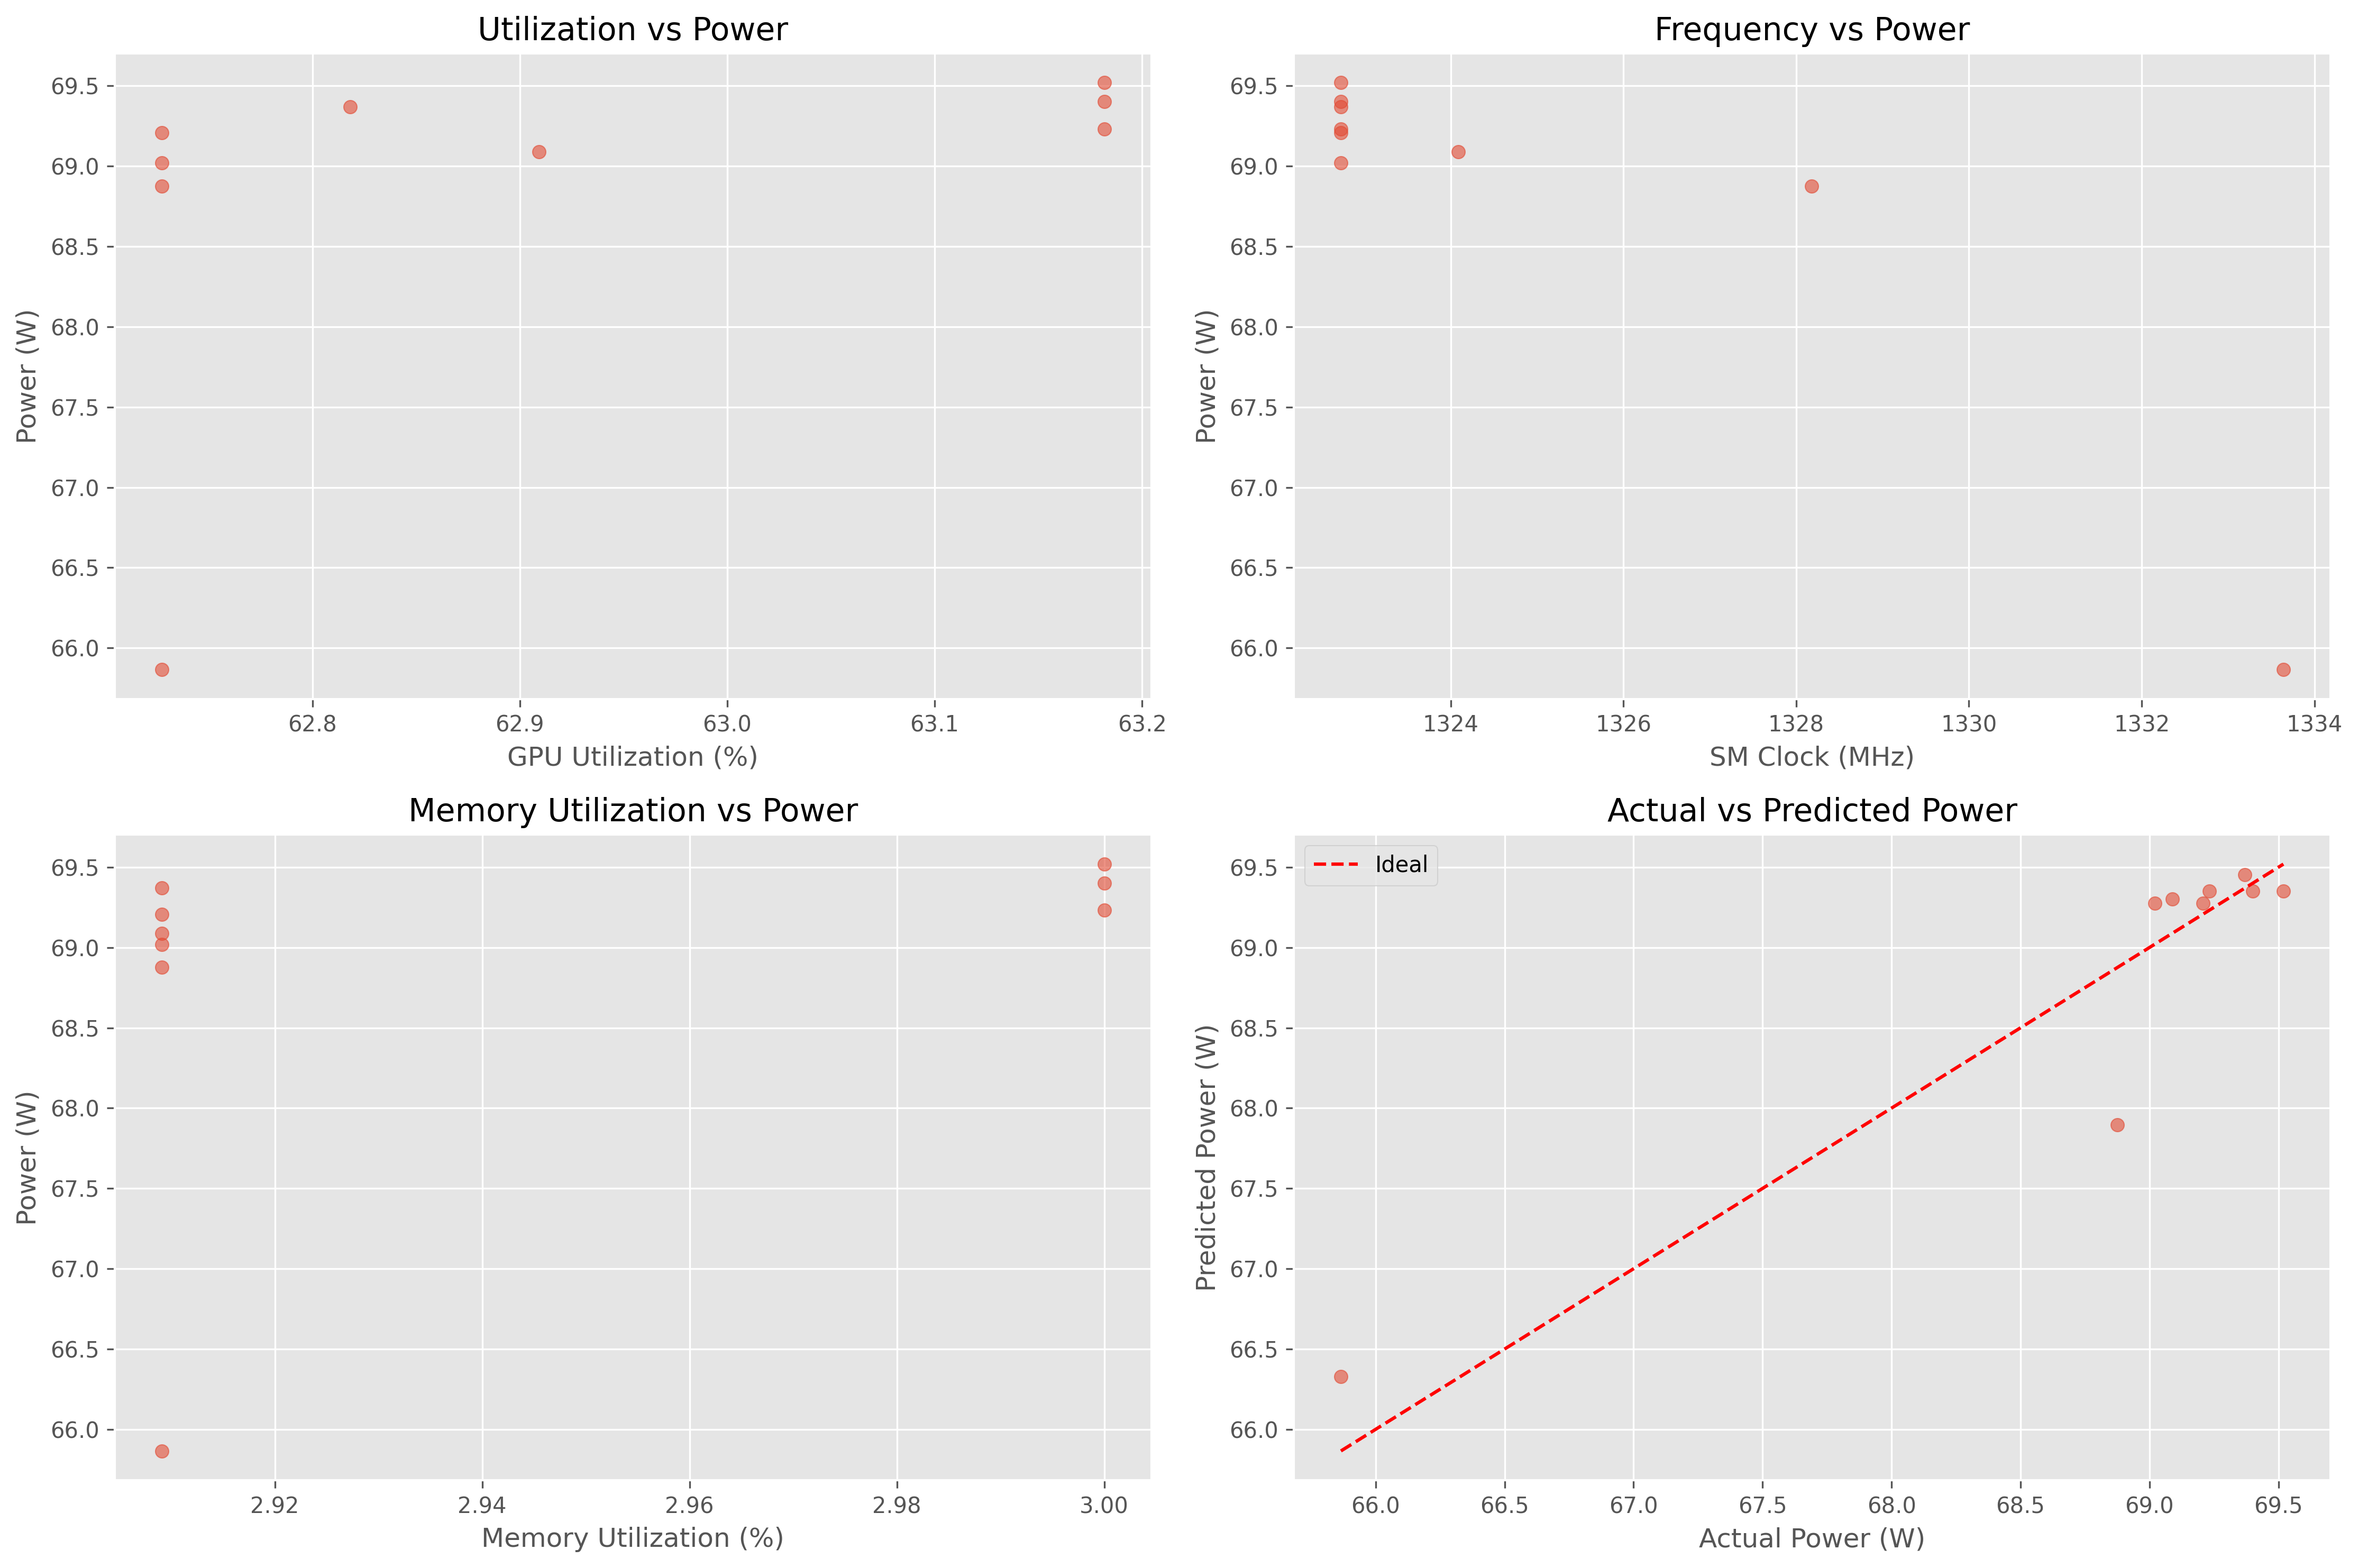 Utilization vs Power
69.5
69.0
68.5
68.0
67.5
67.0
66.5
66.0
Power (W)
62.8 62.9 63.0 63.1 63.2
GPU Utilization (%)
Frequency vs Power
69.5
69.0
68.5
68.0
67.5
67.0
66.5
66.0
Power (W)
1324 1326 1328 1330 1332 1334
SM Clock (MHz)
Memory Utilization vs Power
69.5
69.0
68.5
68.0
67.5
67.0
66.5
66.0
Power (W)
2.92 2.94 2.96 2.98 3.00
Memory Utilization (%)
Actual vs Predicted Power
Ideal
69.5
69.0
68.5
68.0
67.5
67.0
66.5
66.0
Predicted Power (W)
66.0 66.5 67.0 67.5 68.0 68.5 69.0 69.5
Actual Power (W)